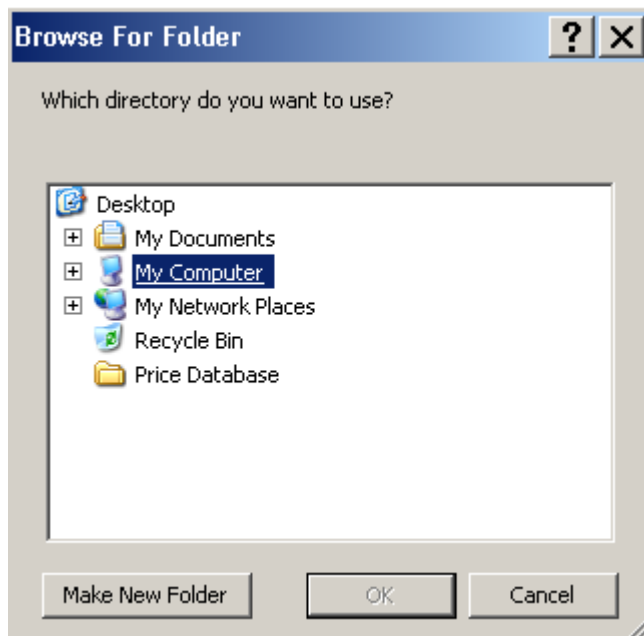 Browse For Folder
Which directory do you want to use?
Desktop
My Documents
My Computer
My Network Places
Recycle Bin
Price Database
Make New Folder OK Cancel